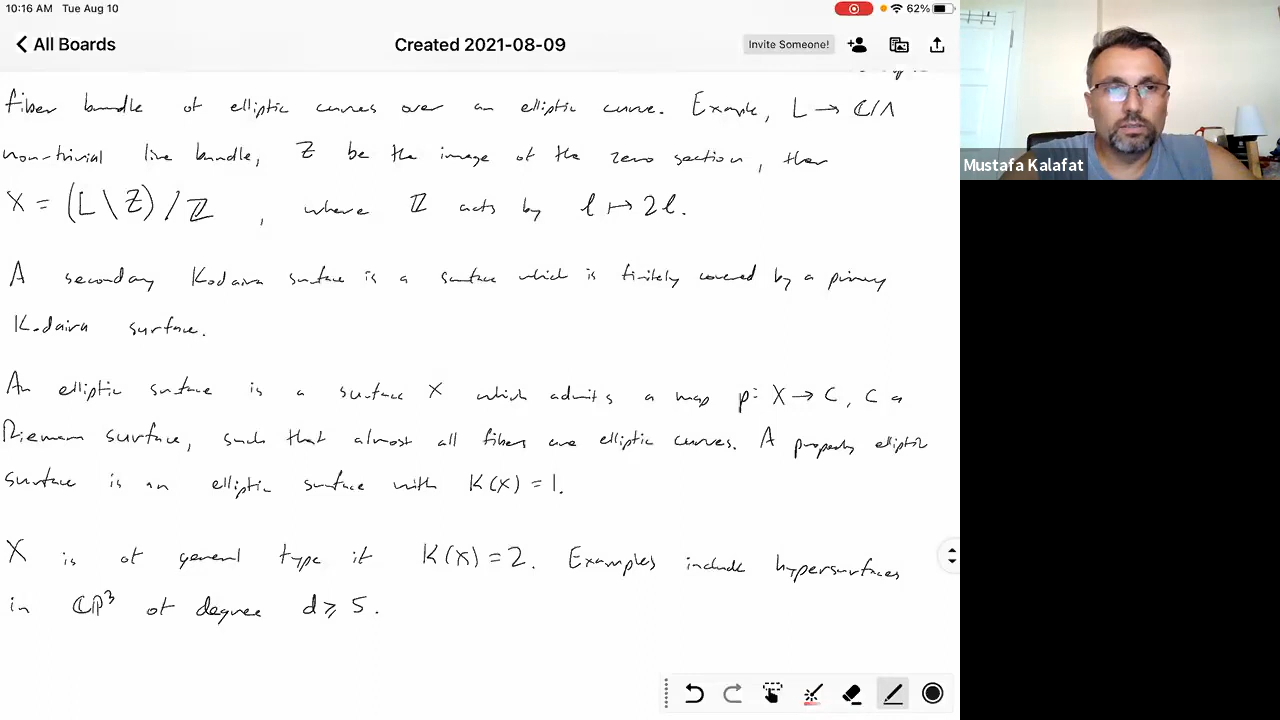 10:16 AM Tue Aug 10
62%
All Boards
Created 2021-08-09
Invite Someone!
Mustafa Kalafat
fiber bundle of elliptic curves over an elliptic curve. Example, L → ℂ/Λ
non-trivial line bundle, Z be the image of the zero section, then
X = (L \ Z) / ℤ , where ℤ acts by l ↦ 2l.
A secondary Kodaira surface is a surface which is finitely covered by a primary
Kodaira surface.
An elliptic surface is a surface X which admits a map p: X → C, C a
Riemann surface, such that almost all fibers are elliptic curves. A properly elliptic
surface is an elliptic surface with K(X) = 1.
X is of general type if K(X) = 2. Examples include hypersurfaces
in ℂℙ³ of degree d ≥ 5.